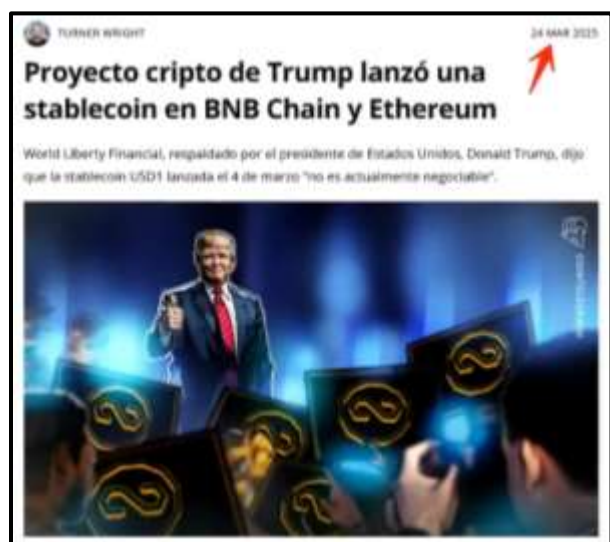 TURNER WRIGHT
24 MAR 2025
Proyecto cripto de Trump lanzó una
stablecoin en BNB Chain y Ethereum
World Liberty Financial, respaldado por el presidente de Estados Unidos, Donald Trump, dijo
que la stablecoin USD1 lanzada el 4 de marzo "no es actualmente negociable".